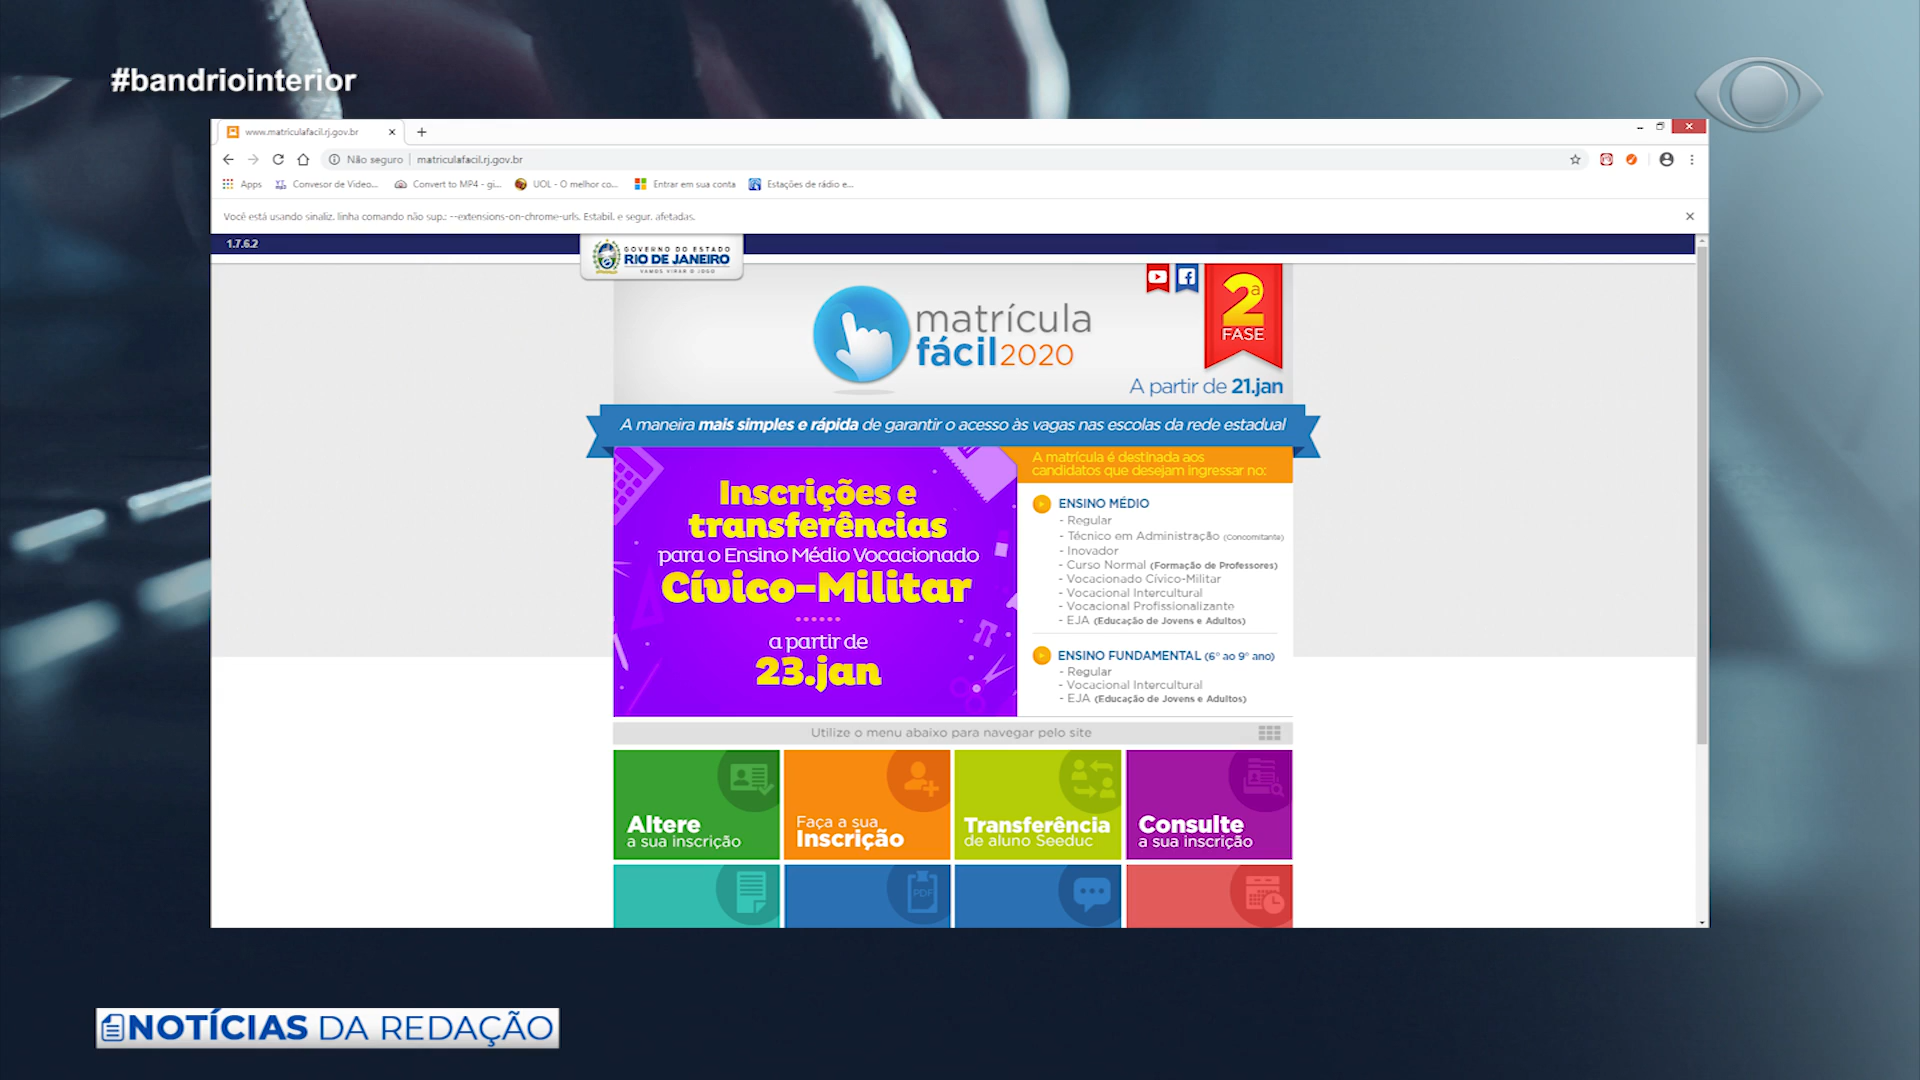 #bandriointerior
www.matriculafacil.rj.gov.br
Não seguro | matriculafacil.rj.gov.br
Apps Convesor de Video... Convert to MP4 - gi... UOL - O melhor co... Entrar em sua conta Estações de rádio e...
Você está usando sinaliz. linha comando não sup.: --extensions-on-chrome-urls. Estabil. e segur. afetadas.
1.7.6.2
GOVERNO DO ESTADO
RIO DE JANEIRO
VAMOS VIRAR O JOGO
matrícula
fácil2020
2ª
FASE
A partir de 21.jan
A maneira mais simples e rápida de garantir o acesso às vagas nas escolas da rede estadual
Inscrições e
transferências
para o Ensino Médio Vocacionado
Cívico-Militar
a partir de
23.jan
A matrícula é destinada aos
candidatos que desejam ingressar no:
ENSINO MÉDIO
- Regular
- Técnico em Administração (Concomitante)
- Inovador
- Curso Normal (Formação de Professores)
- Vocacionado Cívico-Militar
- Vocacional Intercultural
- Vocacional Profissionalizante
- EJA (Educação de Jovens e Adultos)
ENSINO FUNDAMENTAL (6º ao 9º ano)
- Regular
- Vocacional Intercultural
- EJA (Educação de Jovens e Adultos)
Utilize o menu abaixo para navegar pelo site
Altere
a sua inscrição
Faça a sua
Inscrição
Transferência
de aluno Seeduc
Consulte
a sua inscrição
PDF
NOTÍCIAS DA REDAÇÃO